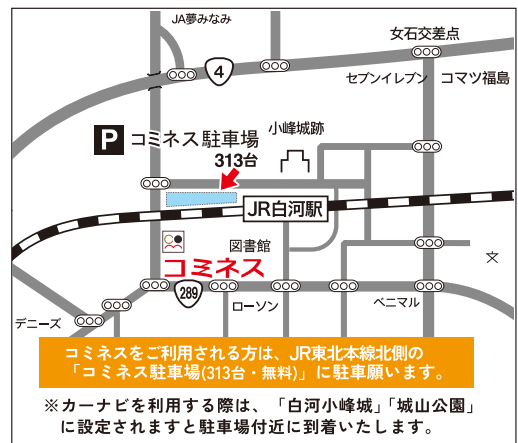 JA夢みなみ
女石交差点
4
セブンイレブン
コマツ福島
P コミネス駐車場
313台
小峰城跡
JR白河駅
図書館
コミネス
文
289
ローソン
ベニマル
デニーズ
コミネスをご利用される方は、JR東北本線北側の
「コミネス駐車場(313台・無料)」に駐車願います。
※カーナビを利用する際は、「白河小峰城」「城山公園」
に設定されますと駐車場付近に到着いたします。